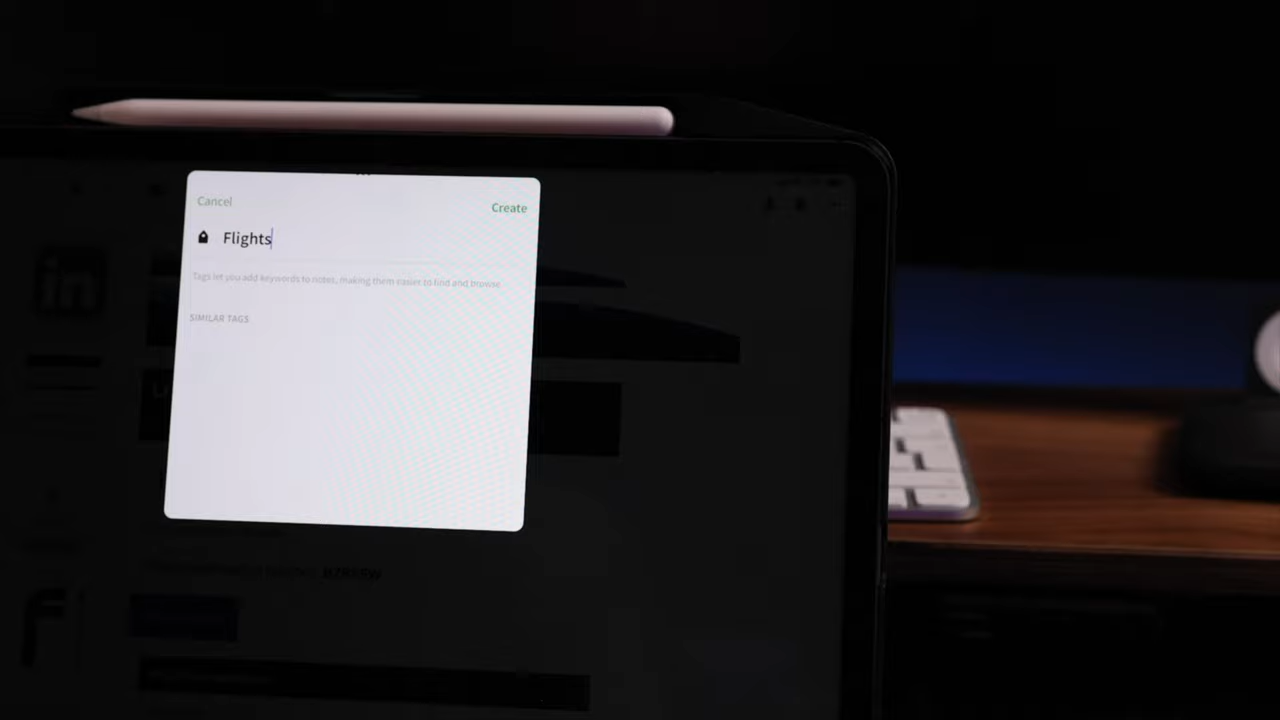 Cancel
Create
Flights
Tags let you add keywords to notes, making them easier to find and browse.
SIMILAR TAGS
in